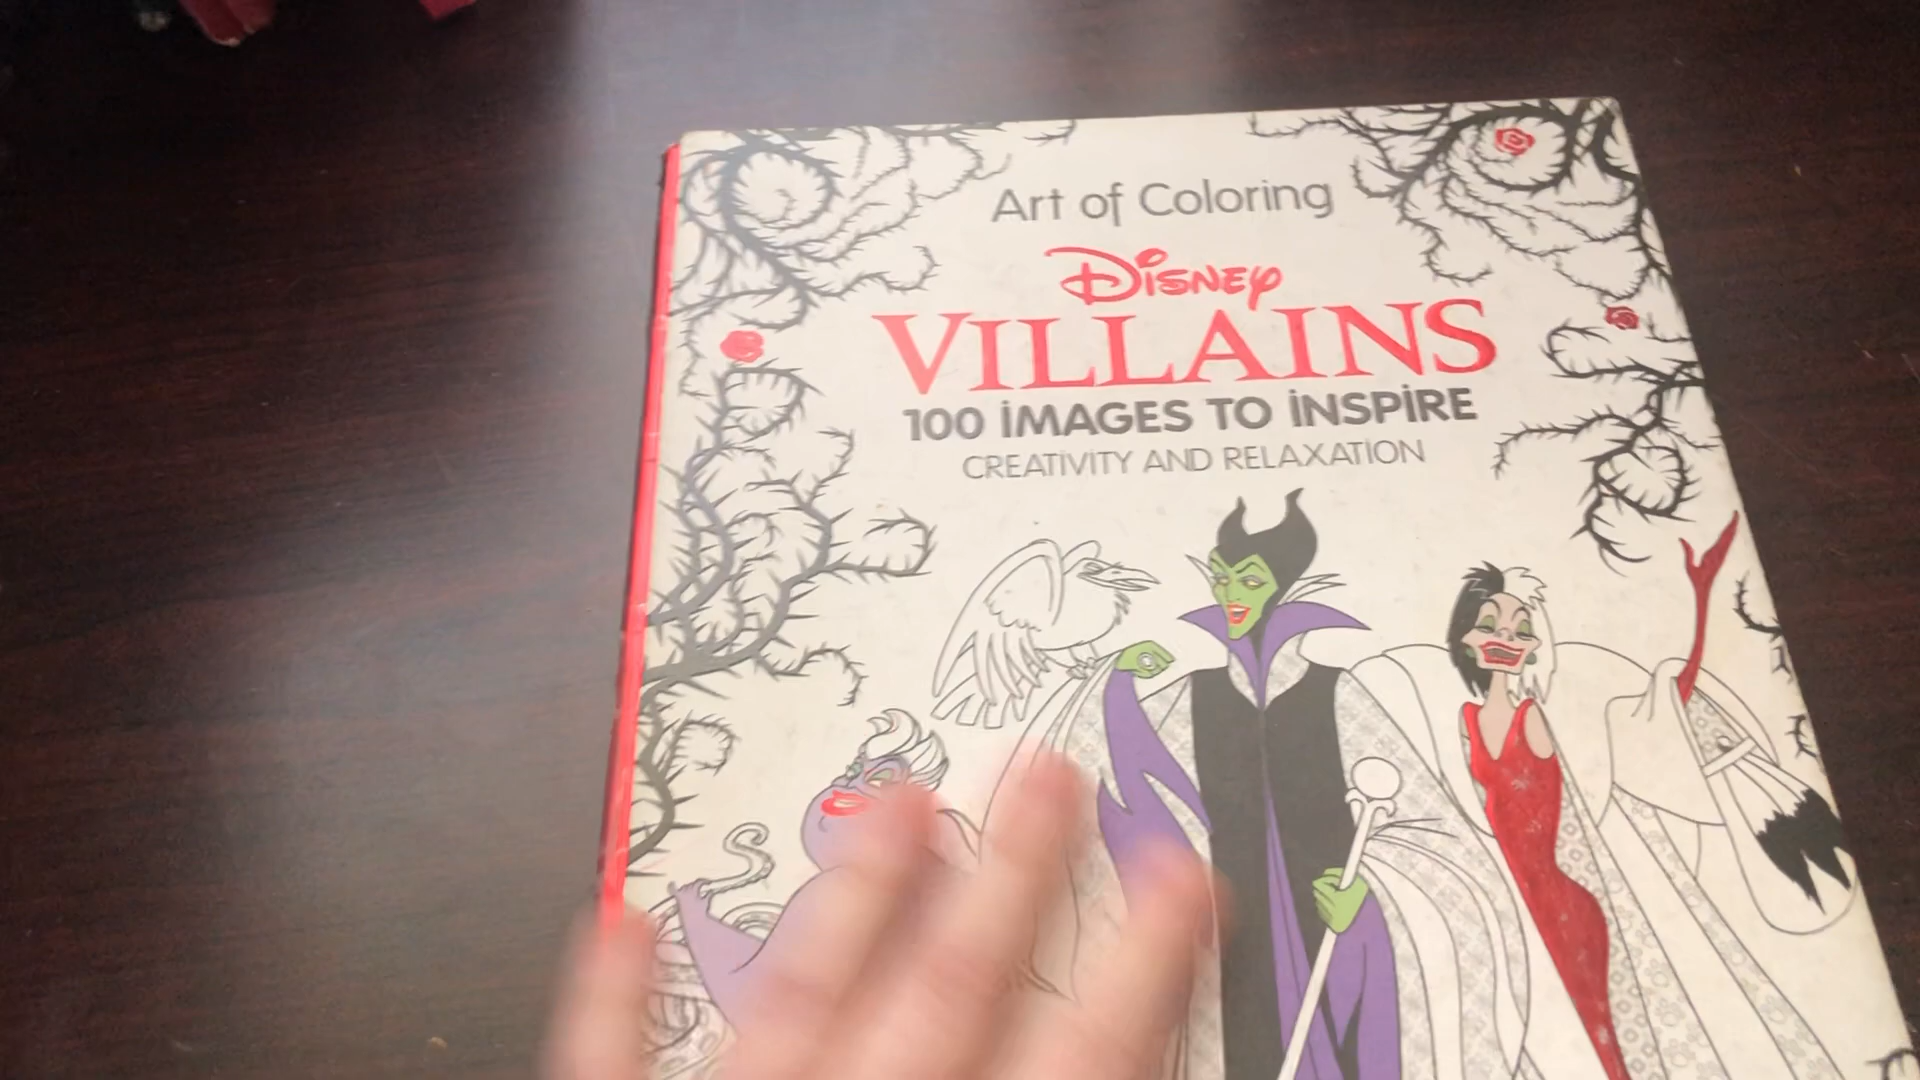 Art of Coloring
Disney
VILLAINS
100 iMAGES TO iNSPiRE
CREATIVITY AND RELAXATION